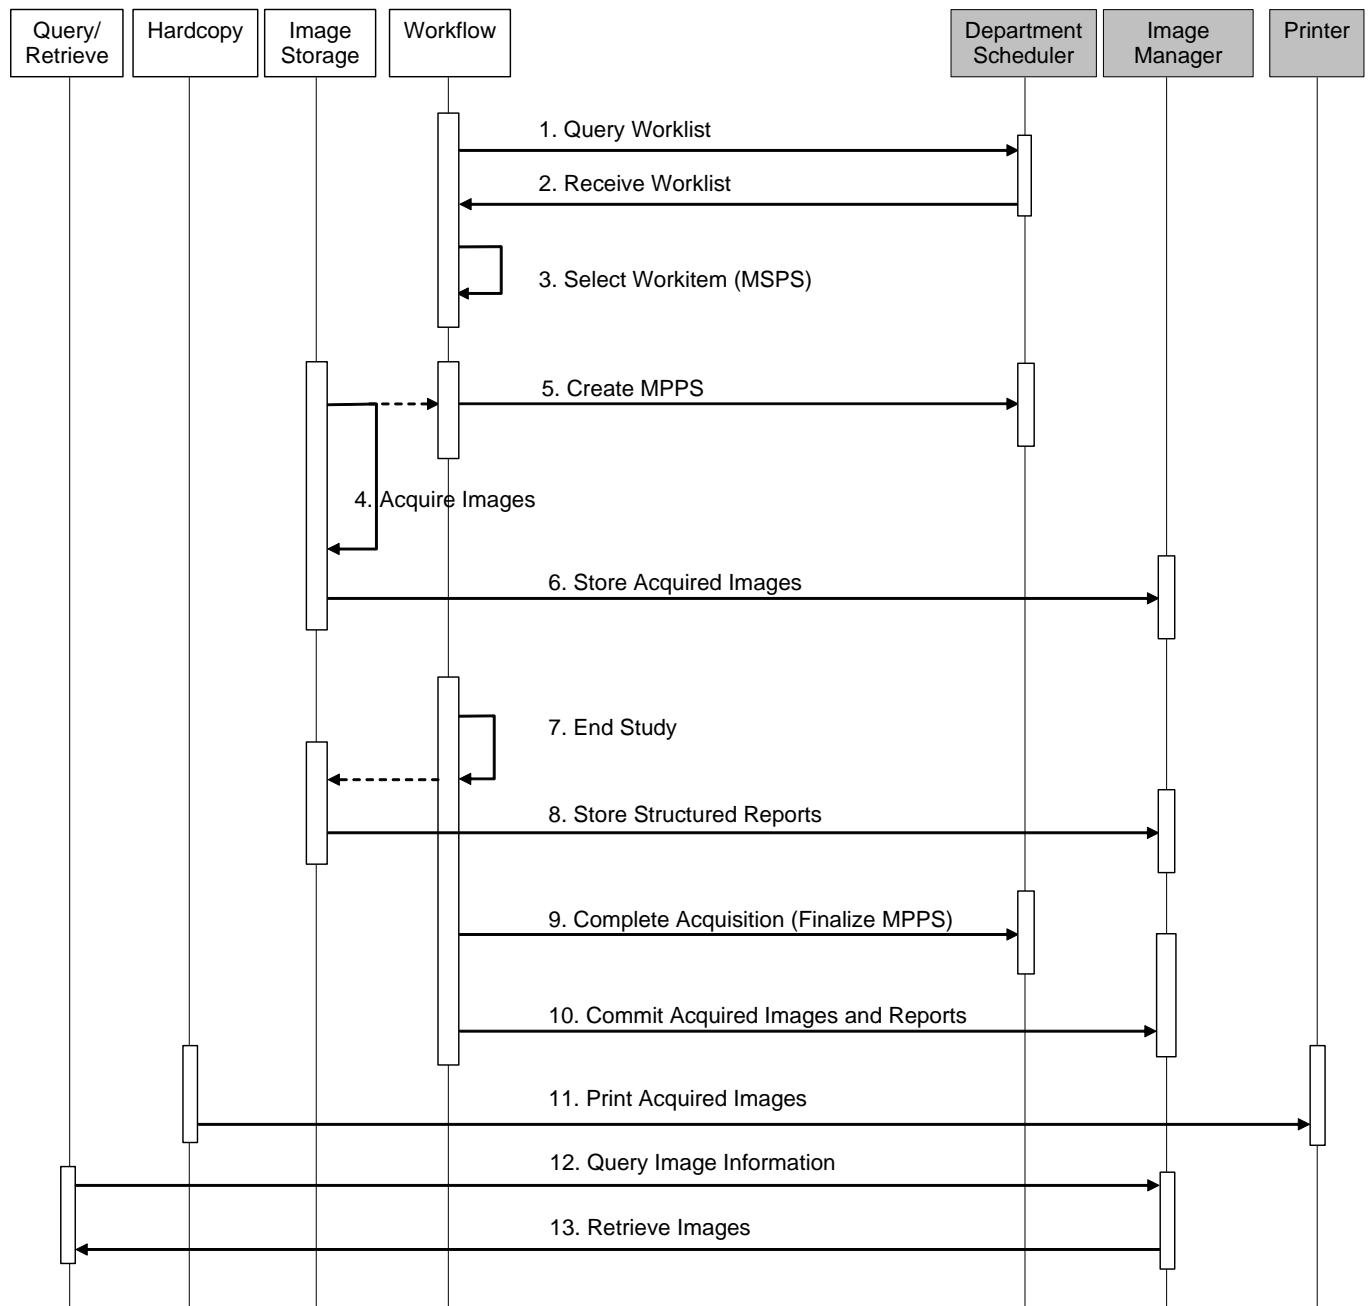 Query/
Retrieve
Hardcopy
Image
Storage
Workflow
Department
Scheduler
Image
Manager
Printer
1. Query Worklist
2. Receive Worklist
3. Select Workitem (MSPS)
5. Create MPPS
4. Acquire Images
6. Store Acquired Images
7. End Study
8. Store Structured Reports
9. Complete Acquisition (Finalize MPPS)
10. Commit Acquired Images and Reports
11. Print Acquired Images
12. Query Image Information
13. Retrieve Images